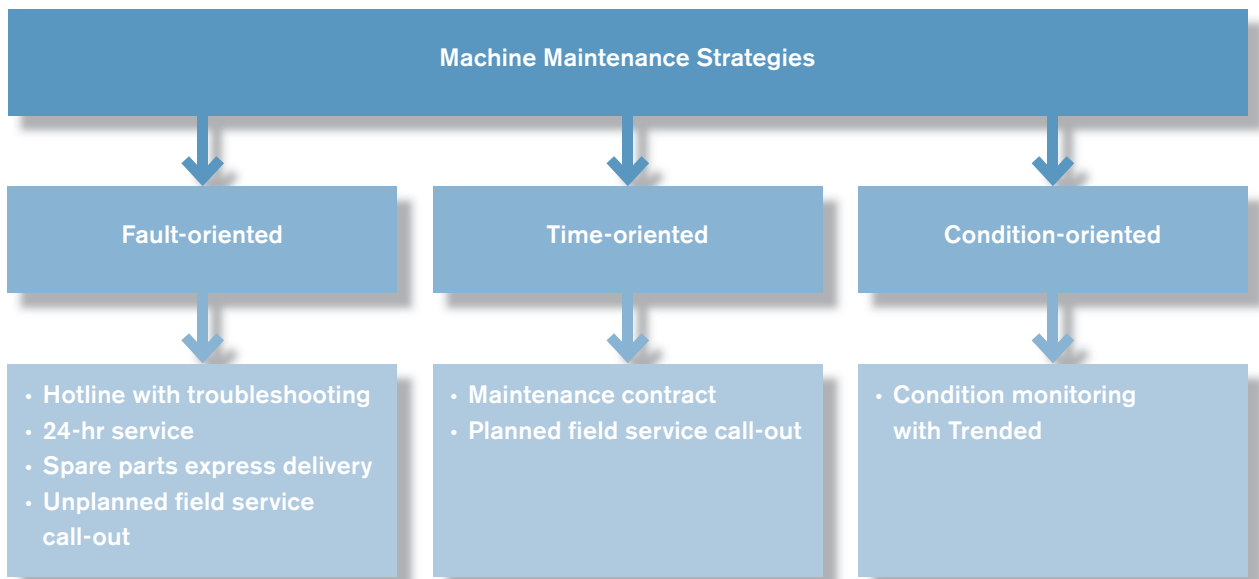 Machine Maintenance Strategies
Fault-oriented
Time-oriented
Condition-oriented
• Hotline with troubleshooting
• 24-hr service
• Spare parts express delivery
• Unplanned field service
call-out
• Maintenance contract
• Planned field service call-out
• Condition monitoring
with Trended